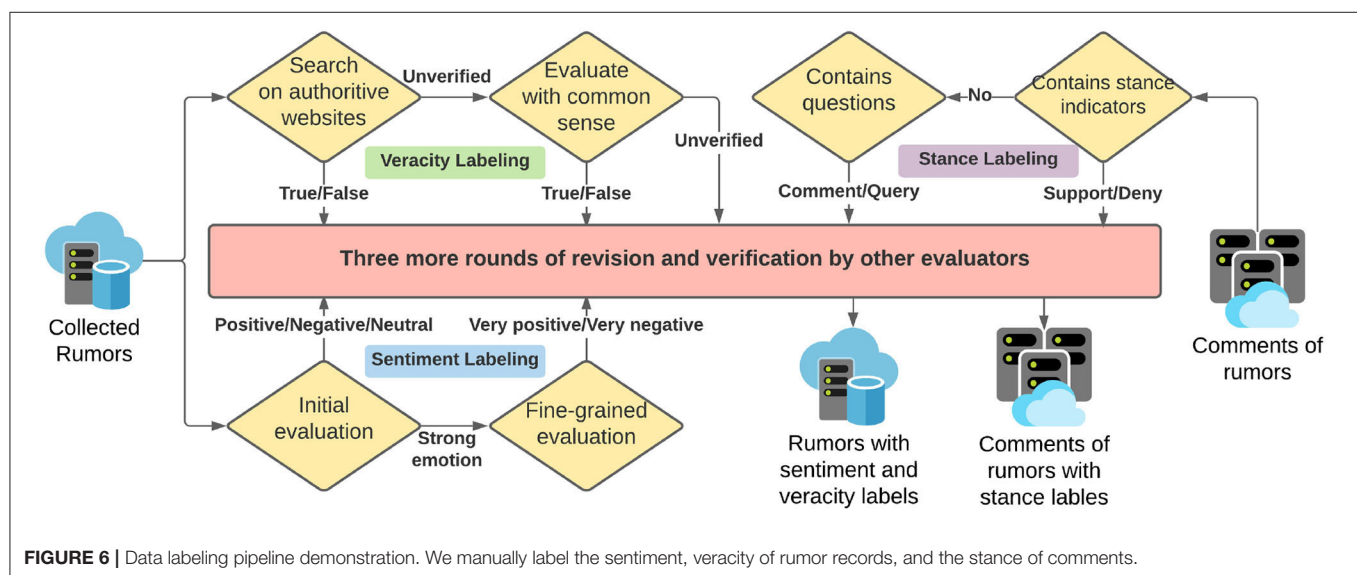 Search
on authoritive
websites
Unverified
Evaluate
with common
sense
Contains
questions
No
Contains stance
indicators
Unverified
Veracity Labeling
Stance Labeling
True/False
True/False
Comment/Query
Support/Deny
Three more rounds of revision and verification by other evaluators
Collected
Rumors
Positive/Negative/Neutral
Very positive/Very negative
Sentiment Labeling
Comments of
rumors
Initial
evaluation
Strong
emotion
Fine-grained
evaluation
Rumors with
sentiment and
veracity labels
Comments of
rumors with
stance lables
FIGURE 6 | Data labeling pipeline demonstration. We manually label the sentiment, veracity of rumor records, and the stance of comments.